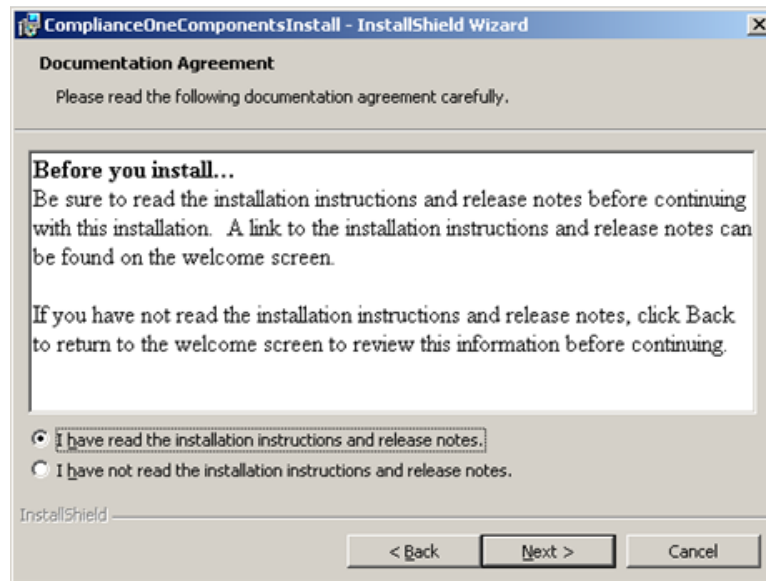 ComplianceOneComponentsInstall - InstallShield Wizard
Documentation Agreement
Please read the following documentation agreement carefully.
Before you install...
Be sure to read the installation instructions and release notes before continuing
with this installation.  A link to the installation instructions and release notes can
be found on the welcome screen.
If you have not read the installation instructions and release notes, click Back
to return to the welcome screen to review this information before continuing.
I have read the installation instructions and release notes.
I have not read the installation instructions and release notes.
InstallShield
< Back Next > Cancel